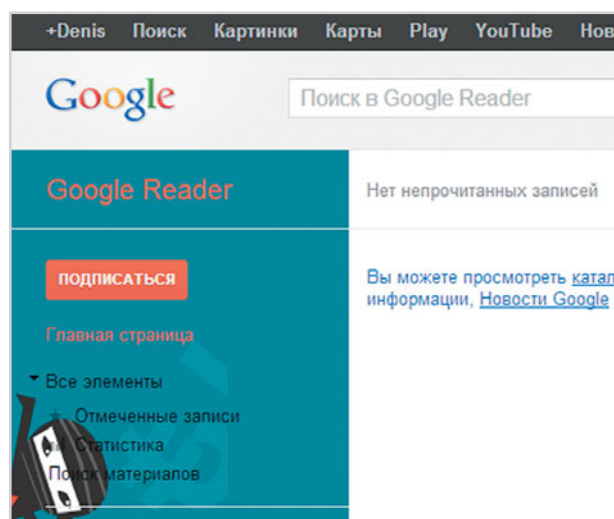 +Denis Поиск Картинки Карты Play YouTube Нов
Google
Поиск в Google Reader
Google Reader
Нет непрочитанных записей
ПОДПИСАТЬСЯ
Вы можете просмотреть катал
информации, Новости Google
Главная страница
Все элементы
Отмеченные записи
Статистика
Поиск материалов